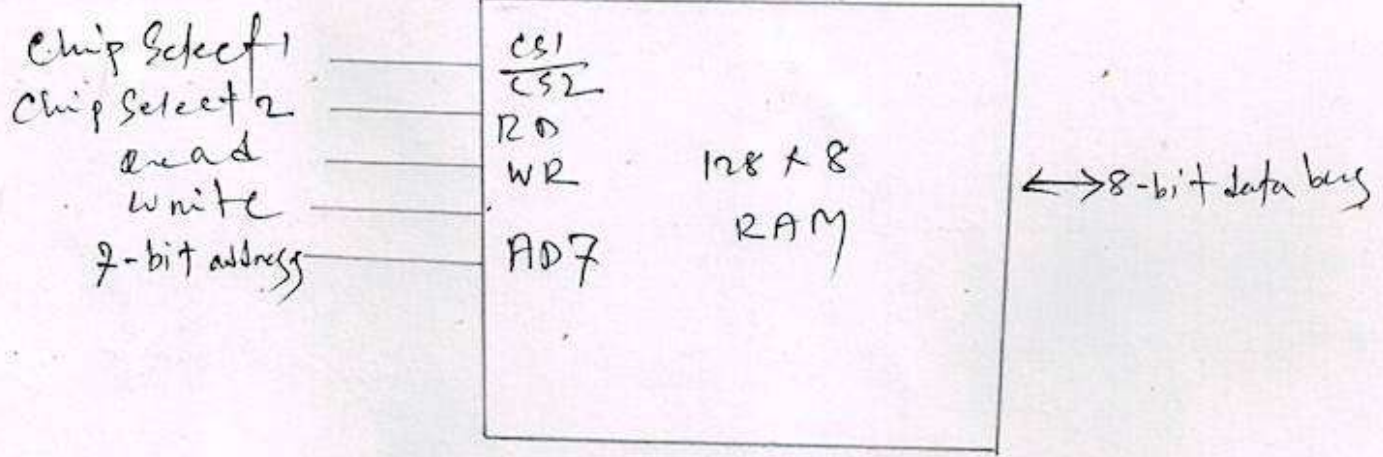 Chip Select 1
Chip Select 2
read
write
7-bit address
CS1
C̅S̅2̅
RD
WR
AD7
128 × 8
RAM
↔ 8-bit data bus